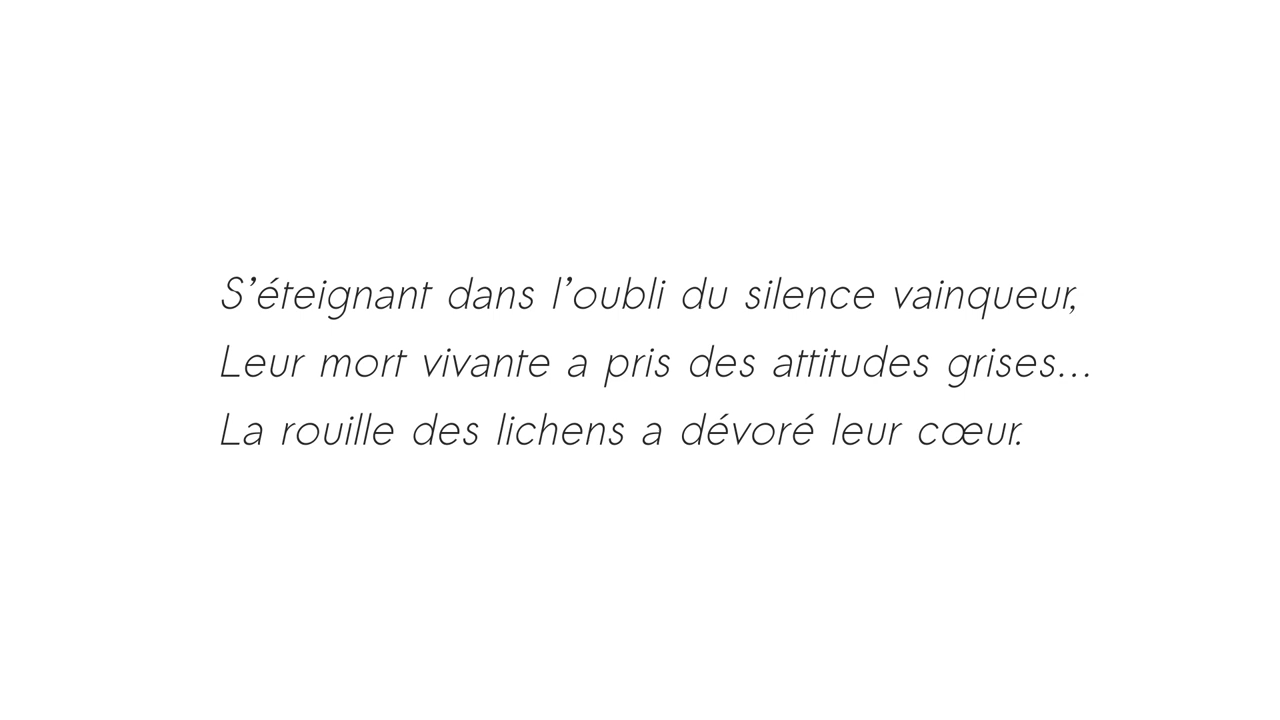 S’éteignant dans l’oubli du silence vainqueur,
Leur mort vivante a pris des attitudes grises...
La rouille des lichens a dévoré leur cœur.